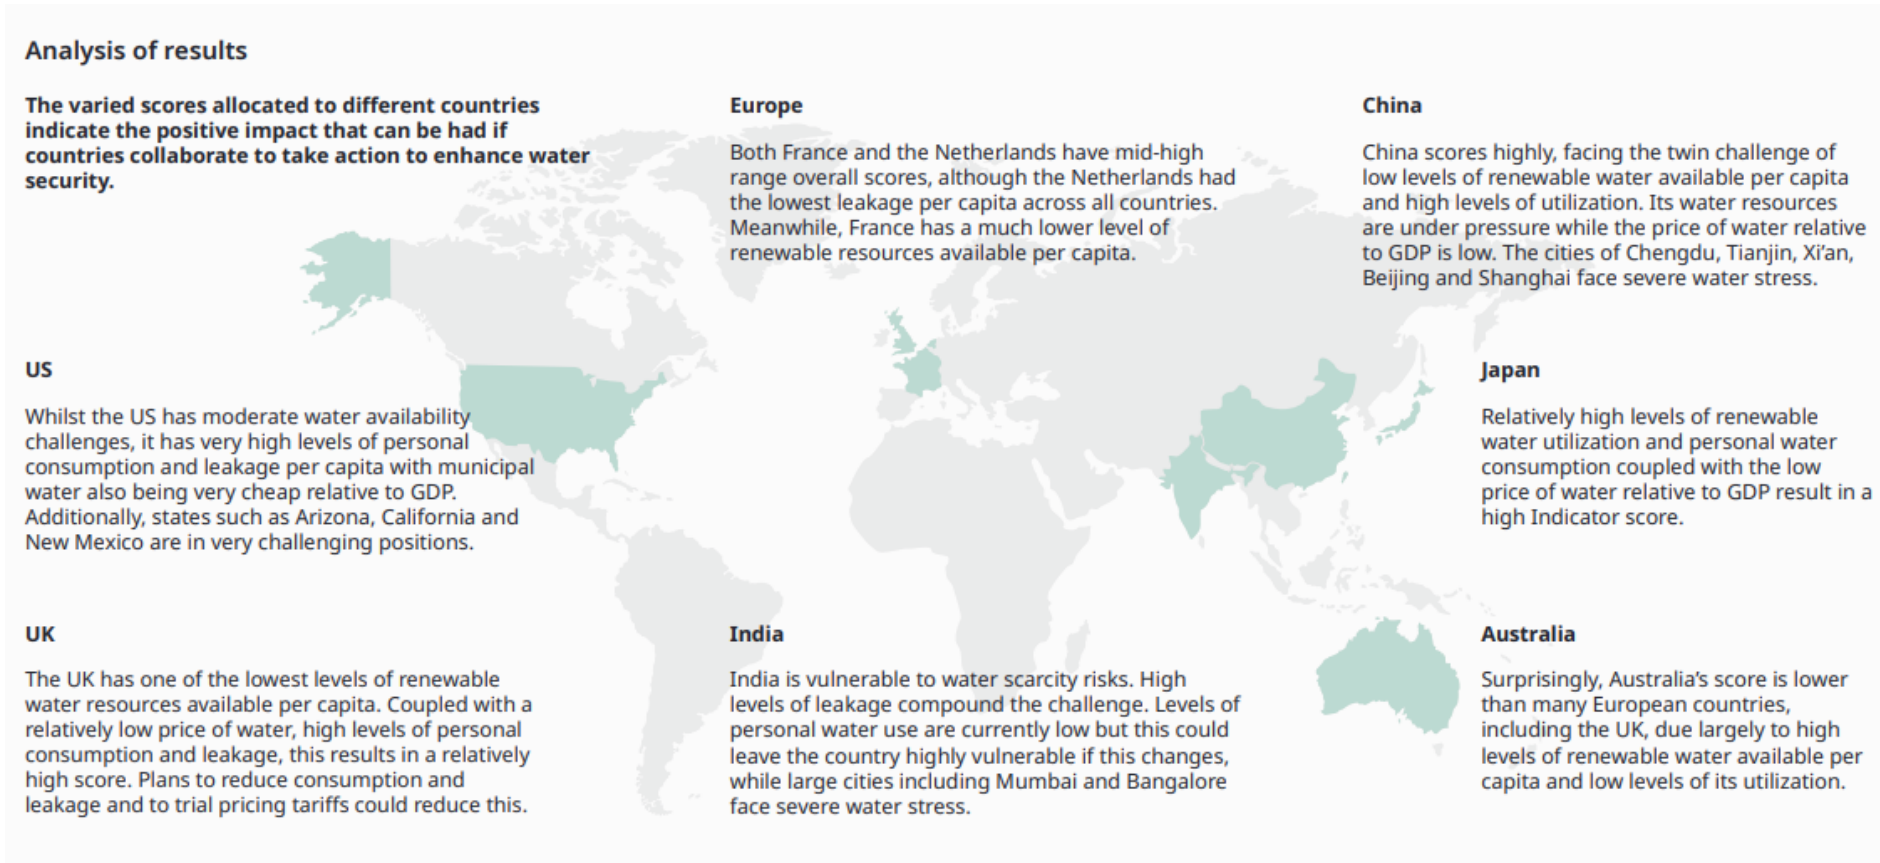 Analysis of results
The varied scores allocated to different countries
indicate the positive impact that can be had if
countries collaborate to take action to enhance water
security.
Europe
Both France and the Netherlands have mid-high
range overall scores, although the Netherlands had
the lowest leakage per capita across all countries.
Meanwhile, France has a much lower level of
renewable resources available per capita.
China
China scores highly, facing the twin challenge of
low levels of renewable water available per capita
and high levels of utilization. Its water resources
are under pressure while the price of water relative
to GDP is low. The cities of Chengdu, Tianjin, Xi’an,
Beijing and Shanghai face severe water stress.
US
Whilst the US has moderate water availability
challenges, it has very high levels of personal
consumption and leakage per capita with municipal
water also being very cheap relative to GDP.
Additionally, states such as Arizona, California and
New Mexico are in very challenging positions.
Japan
Relatively high levels of renewable
water utilization and personal water
consumption coupled with the low
price of water relative to GDP result in a
high Indicator score.
UK
The UK has one of the lowest levels of renewable
water resources available per capita. Coupled with a
relatively low price of water, high levels of personal
consumption and leakage, this results in a relatively
high score. Plans to reduce consumption and
leakage and to trial pricing tariffs could reduce this.
India
India is vulnerable to water scarcity risks. High
levels of leakage compound the challenge. Levels of
personal water use are currently low but this could
leave the country highly vulnerable if this changes,
while large cities including Mumbai and Bangalore
face severe water stress.
Australia
Surprisingly, Australia’s score is lower
than many European countries,
including the UK, due largely to high
levels of renewable water available per
capita and low levels of its utilization.